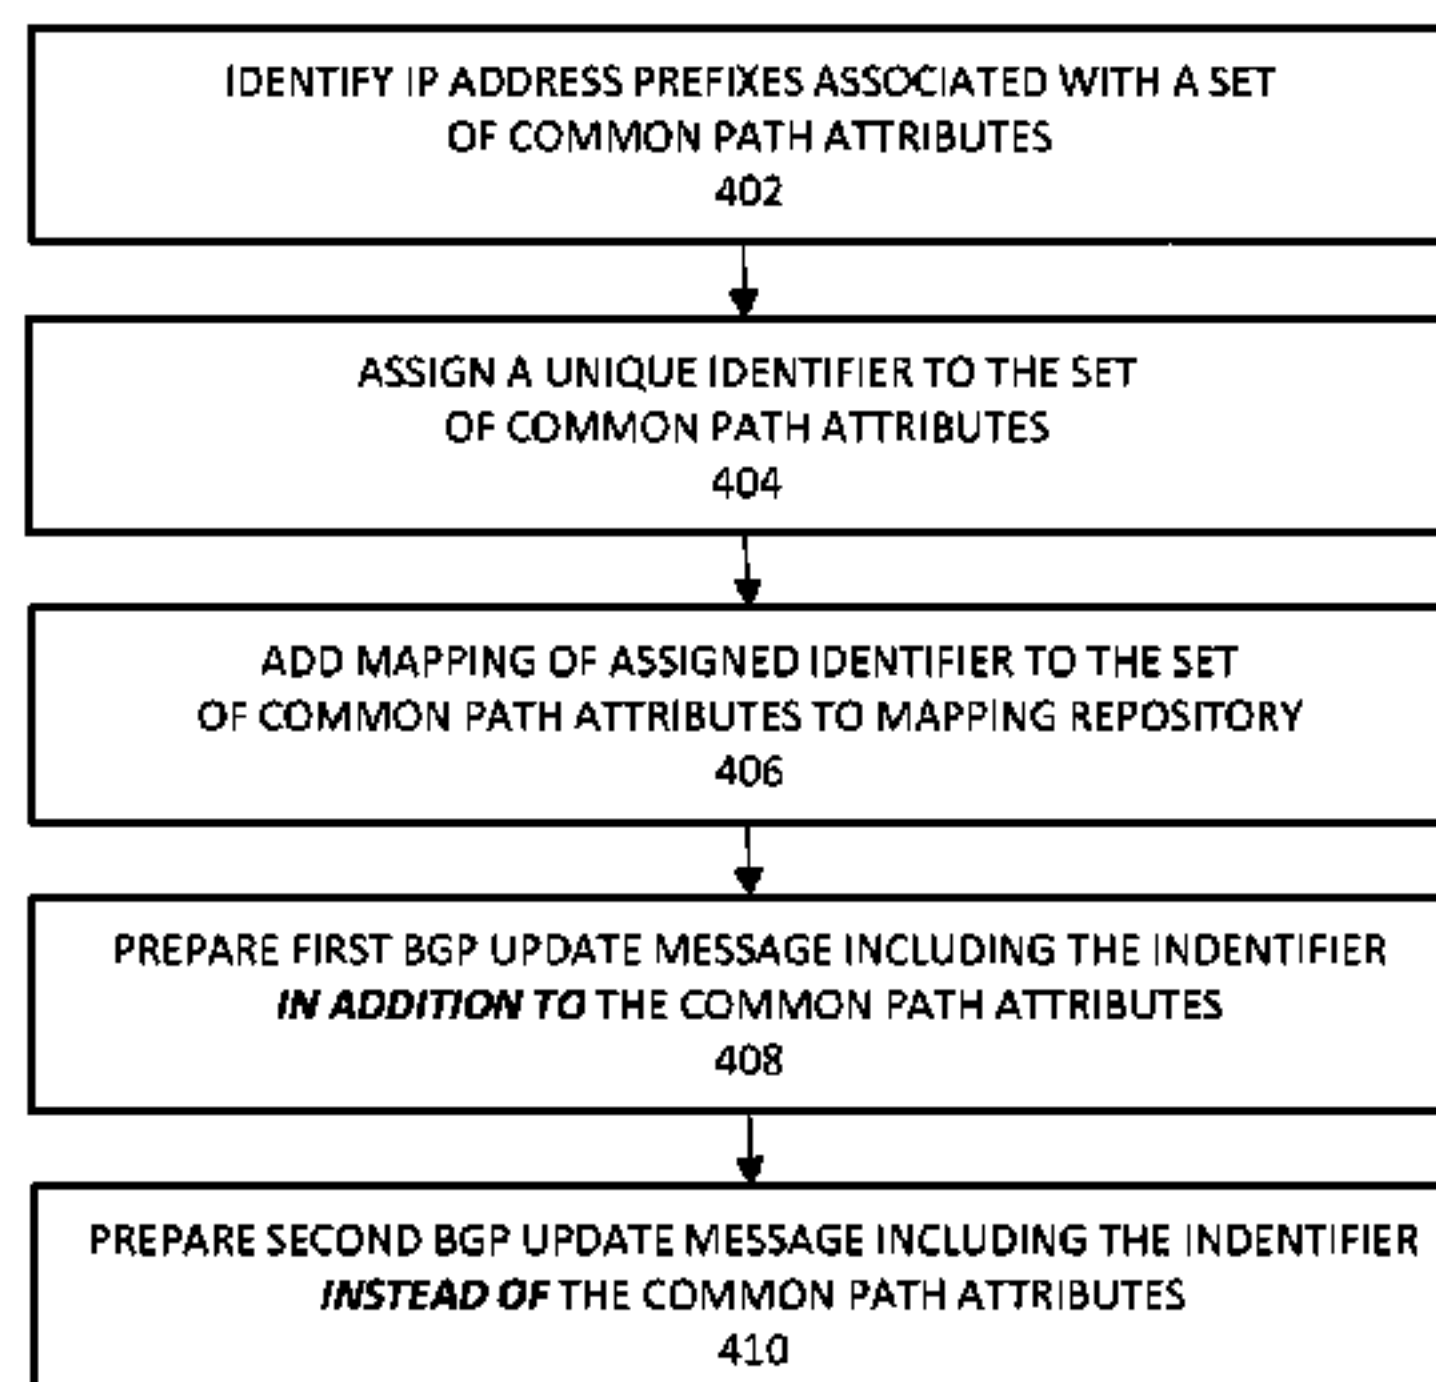 IDENTIFY IP ADDRESS PREFIXES ASSOCIATED WITH A SET
OF COMMON PATH ATTRIBUTES
402
ASSIGN A UNIQUE IDENTIFIER TO THE SET
OF COMMON PATH ATTRIBUTES
404
ADD MAPPING OF ASSIGNED IDENTIFIER TO THE SET
OF COMMON PATH ATTRIBUTES TO MAPPING REPOSITORY
406
PREPARE FIRST BGP UPDATE MESSAGE INCLUDING THE INDENTIFIER
IN ADDITION TO THE COMMON PATH ATTRIBUTES
408
PREPARE SECOND BGP UPDATE MESSAGE INCLUDING THE INDENTIFIER
INSTEAD OF THE COMMON PATH ATTRIBUTES
410